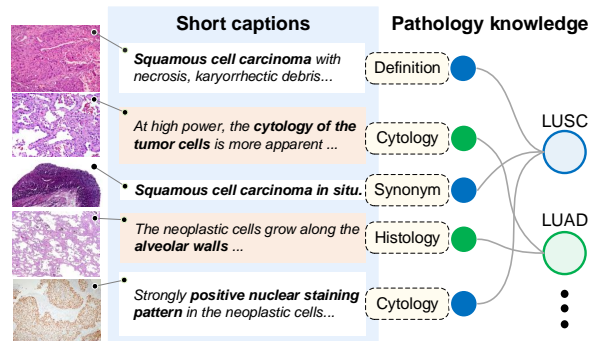 Short captions
Pathology knowledge
Squamous cell carcinoma with
necrosis, karyorrhectic debris...
Definition
At high power, the cytology of the
tumor cells is more apparent ...
Cytology
LUSC
Squamous cell carcinoma in situ.
Synonym
The neoplastic cells grow along the
alveolar walls ...
Histology
LUAD
Strongly positive nuclear staining
pattern in the neoplastic cells...
Cytology